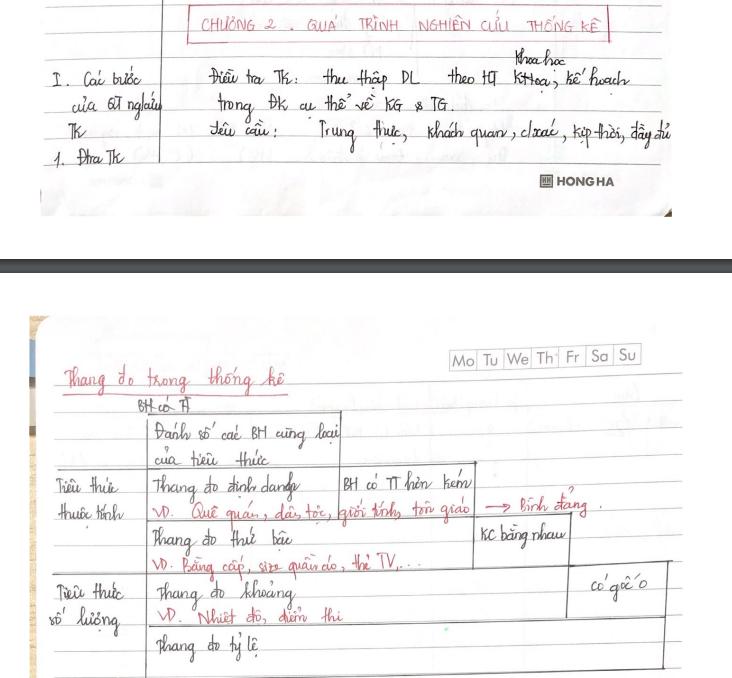 CHƯƠNG 2. QUÁ TRÌNH NGHIÊN CỨU THỐNG KÊ
Khoa học
I. Các bước Điều tra TK: thu thập DL theo KHoạ, kế hoạch
của QT ngcứu trong ĐK cụ thể về KG & TG.
TK Yêu cầu: Trung thực, khách quan, cxác, kịp thời, đầy đủ
1. Đtra TK
HONG HA
Mo Tu We Th Fr Sa Su
Thang đo trong thống kê
BH có TT
Đánh số các BH cùng loại
của tiêu thức
Tiêu thức Thang đo định danh BH có TT hơn kém
thuộc tính VD. Quê quán, dân tộc, giới tính, tôn giáo → Bình đẳng.
Thang đo thứ bậc KC bằng nhau
VD. Bằng cấp, size quần áo, thẻ TV,...
Tiêu thức Thang đo khoảng có gốc 0
số lượng VD. Nhiệt độ, điểm thi
Thang đo tỷ lệ